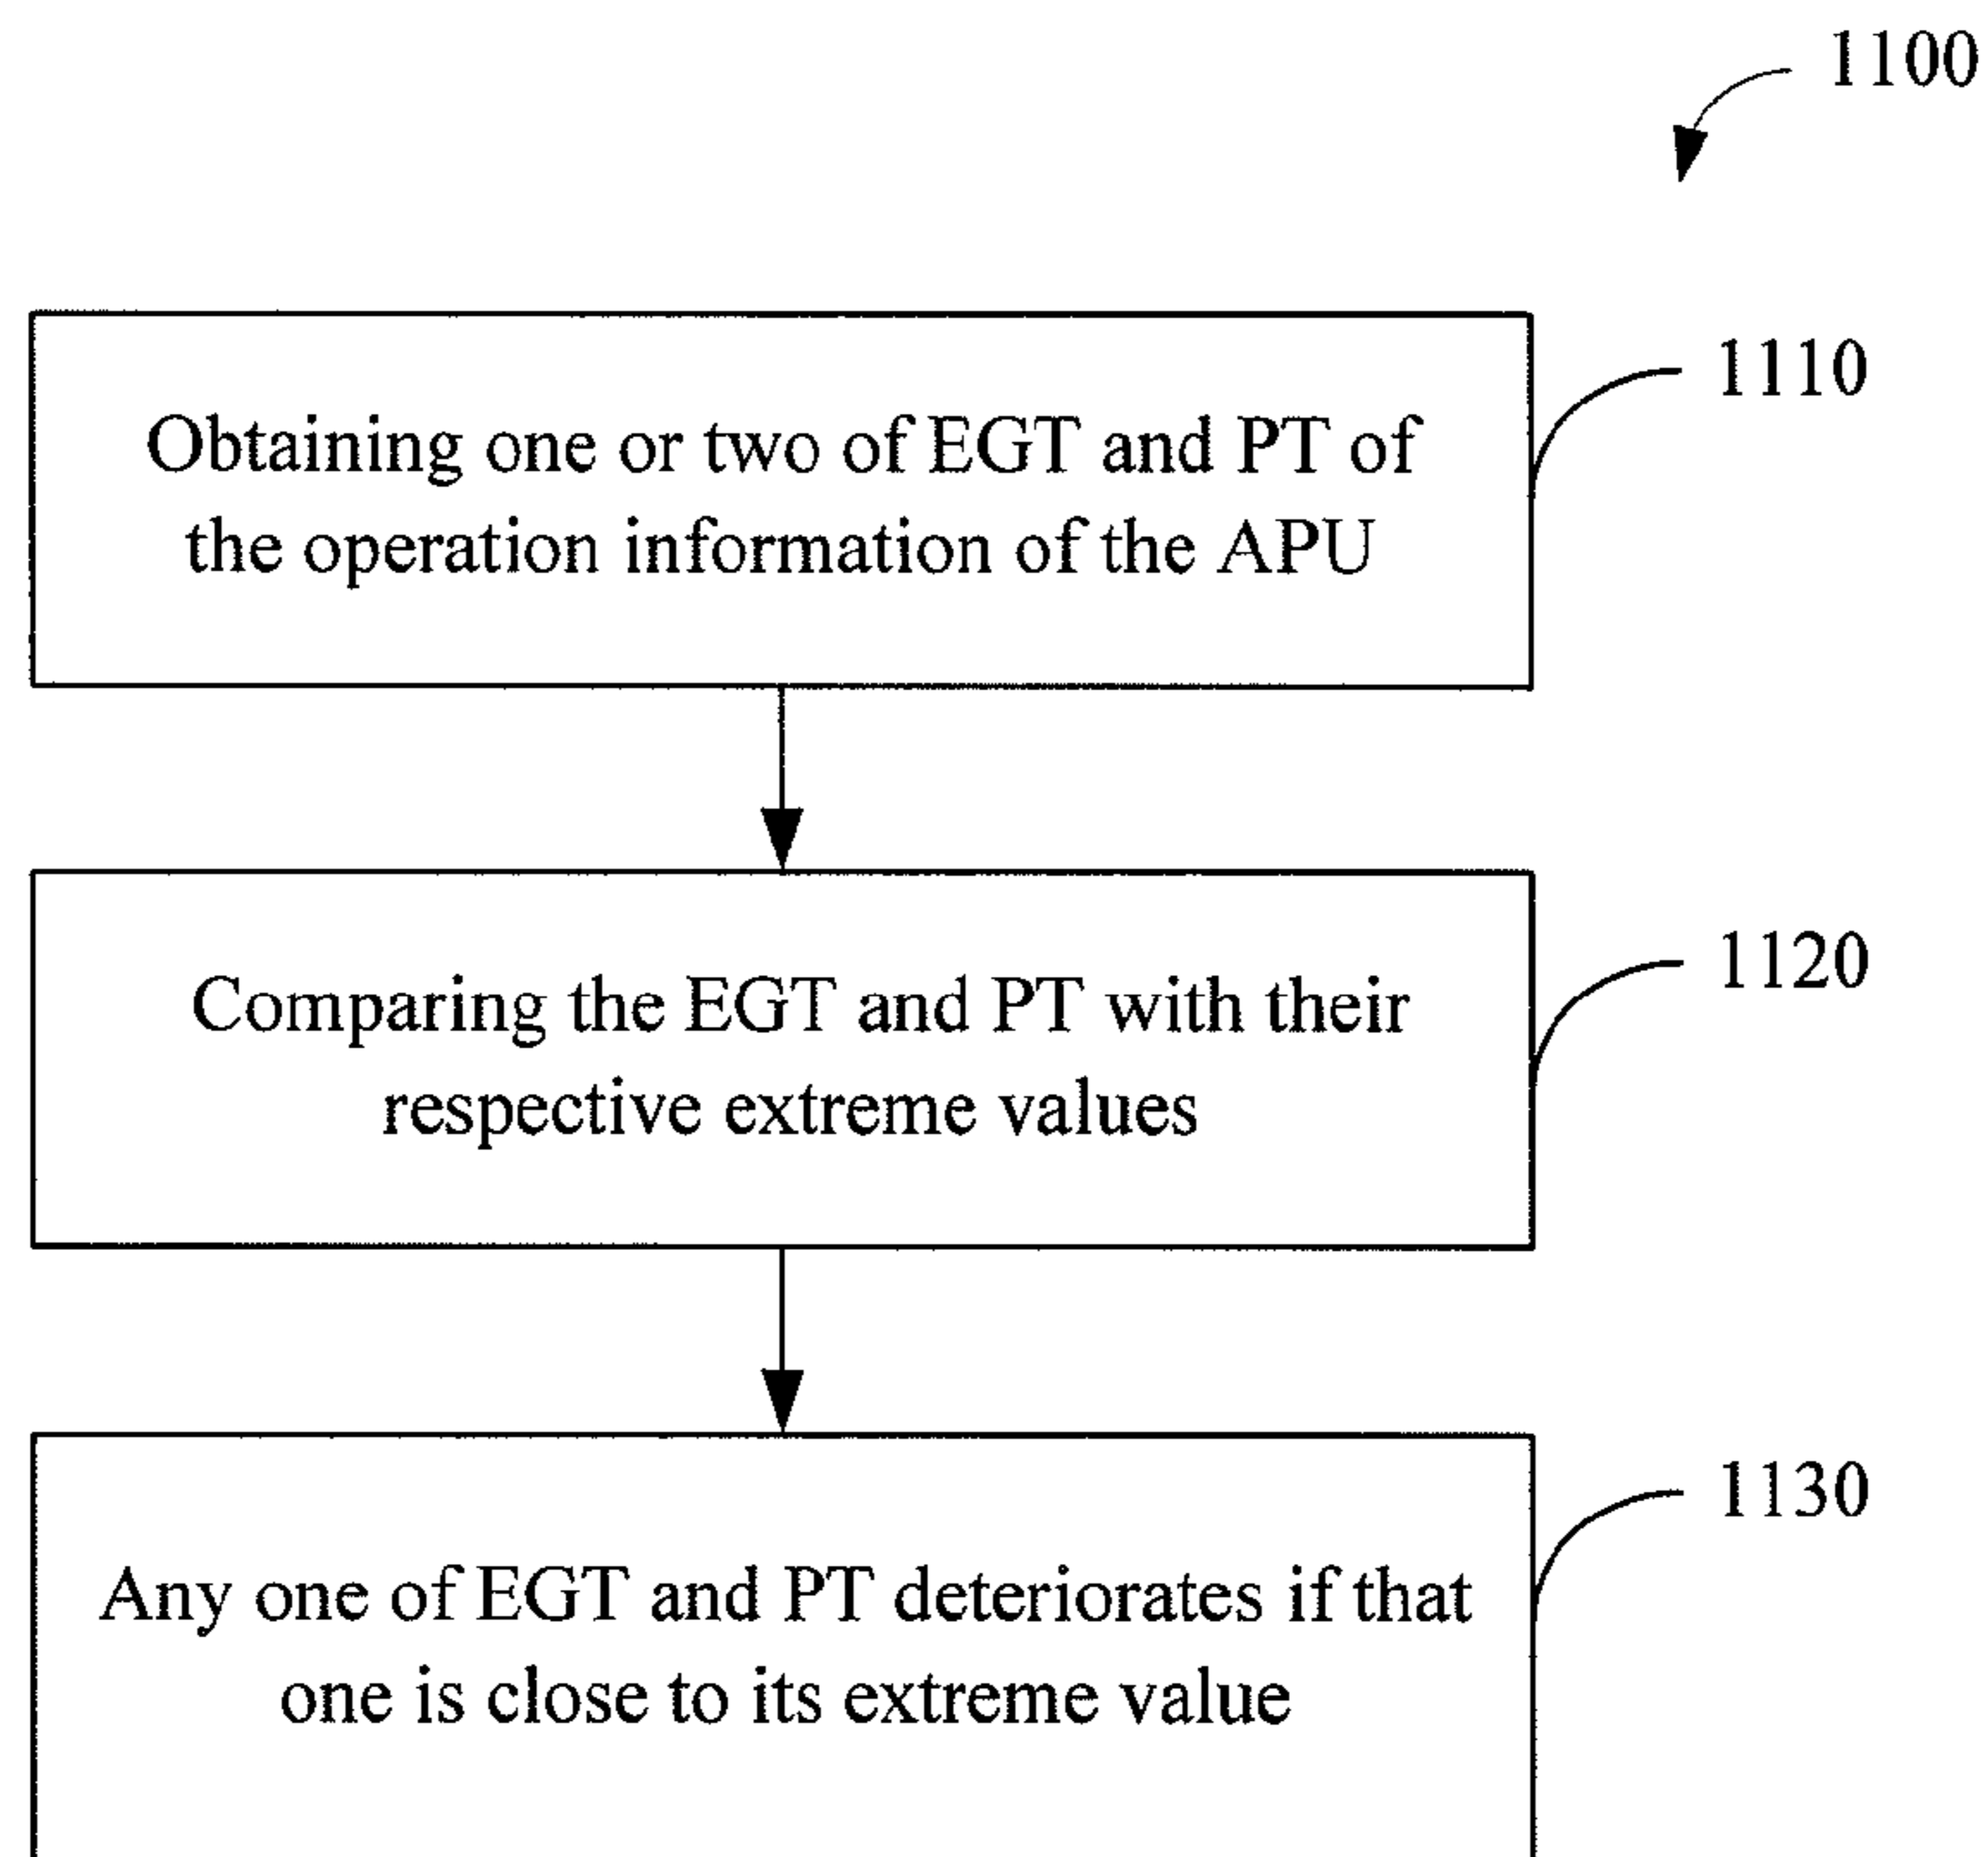 1100
Obtaining one or two of EGT and PT of
the operation information of the APU
1110
Comparing the EGT and PT with their
respective extreme values
1120
Any one of EGT and PT deteriorates if that
one is close to its extreme value
1130